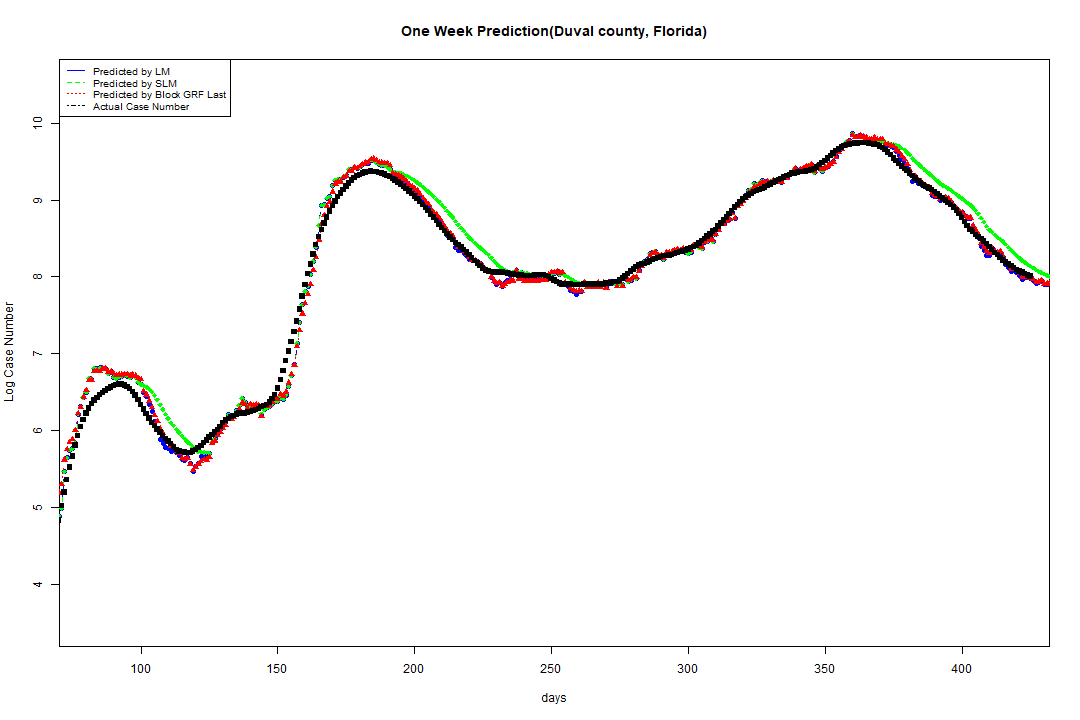 One Week Prediction(Duval county, Florida)
Predicted by LM
Predicted by SLM
Predicted by Block GRF Last
Actual Case Number
10
9
8
7
6
5
4
Log Case Number
100 150 200 250 300 350 400
days